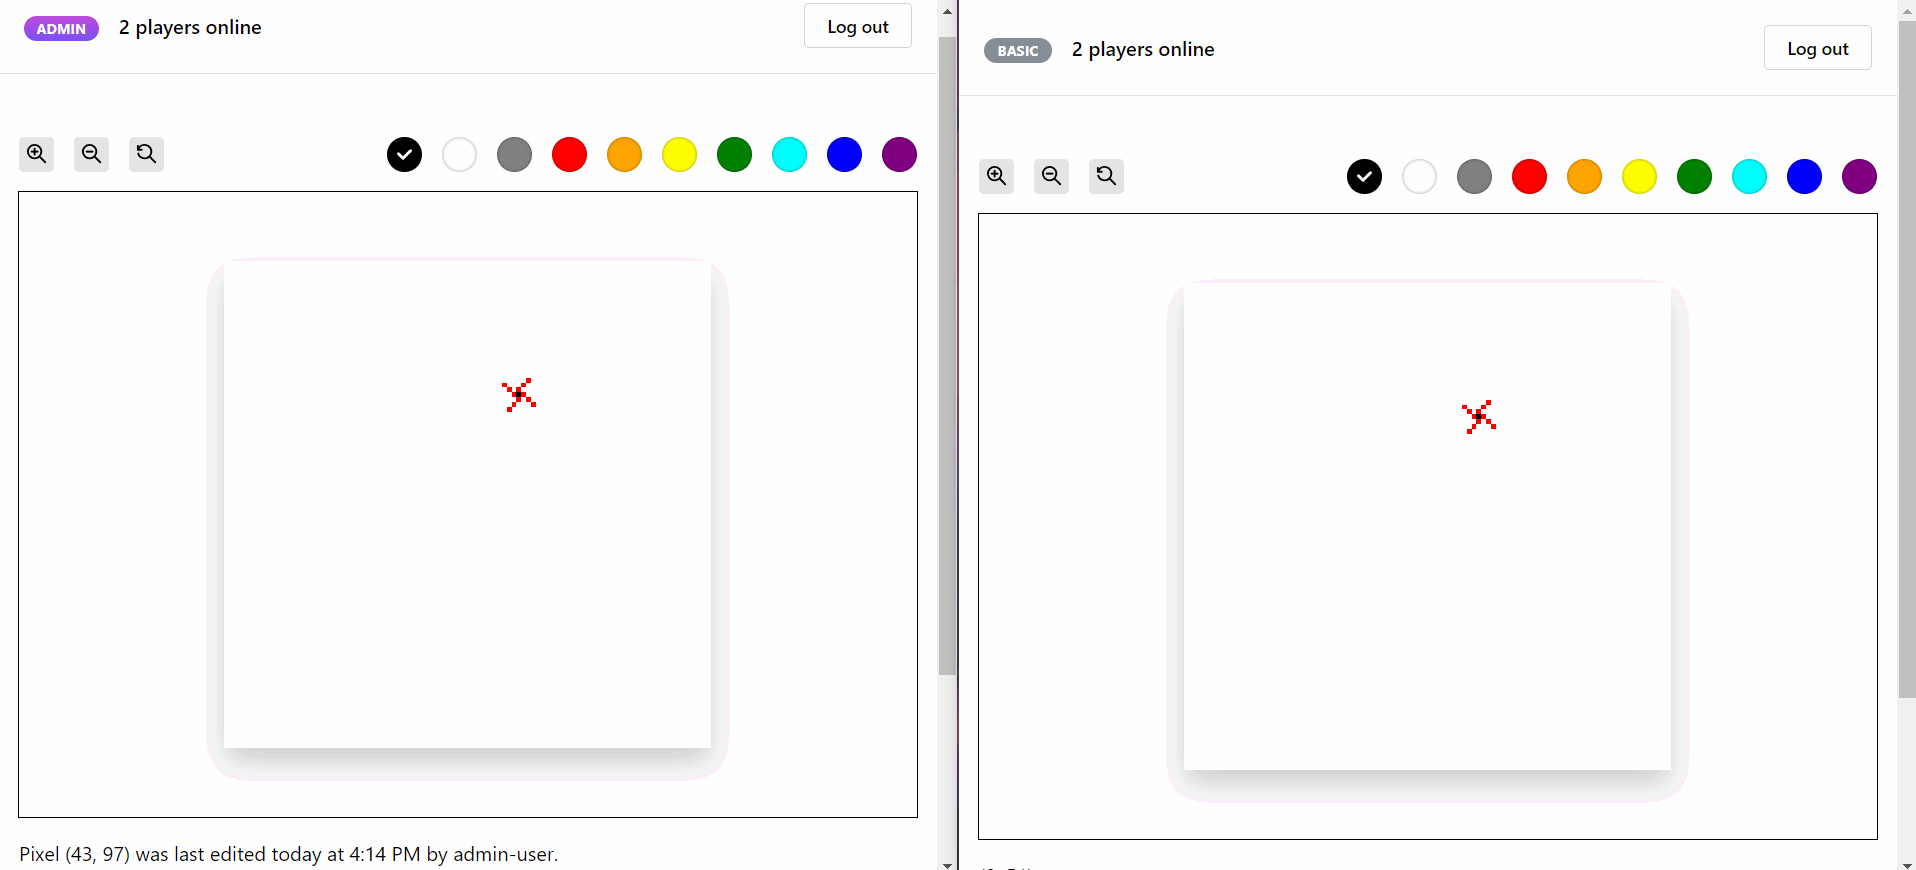 ADMIN 2 players online Log out
Pixel (43, 97) was last edited today at 4:14 PM by admin-user.
BASIC 2 players online Log out